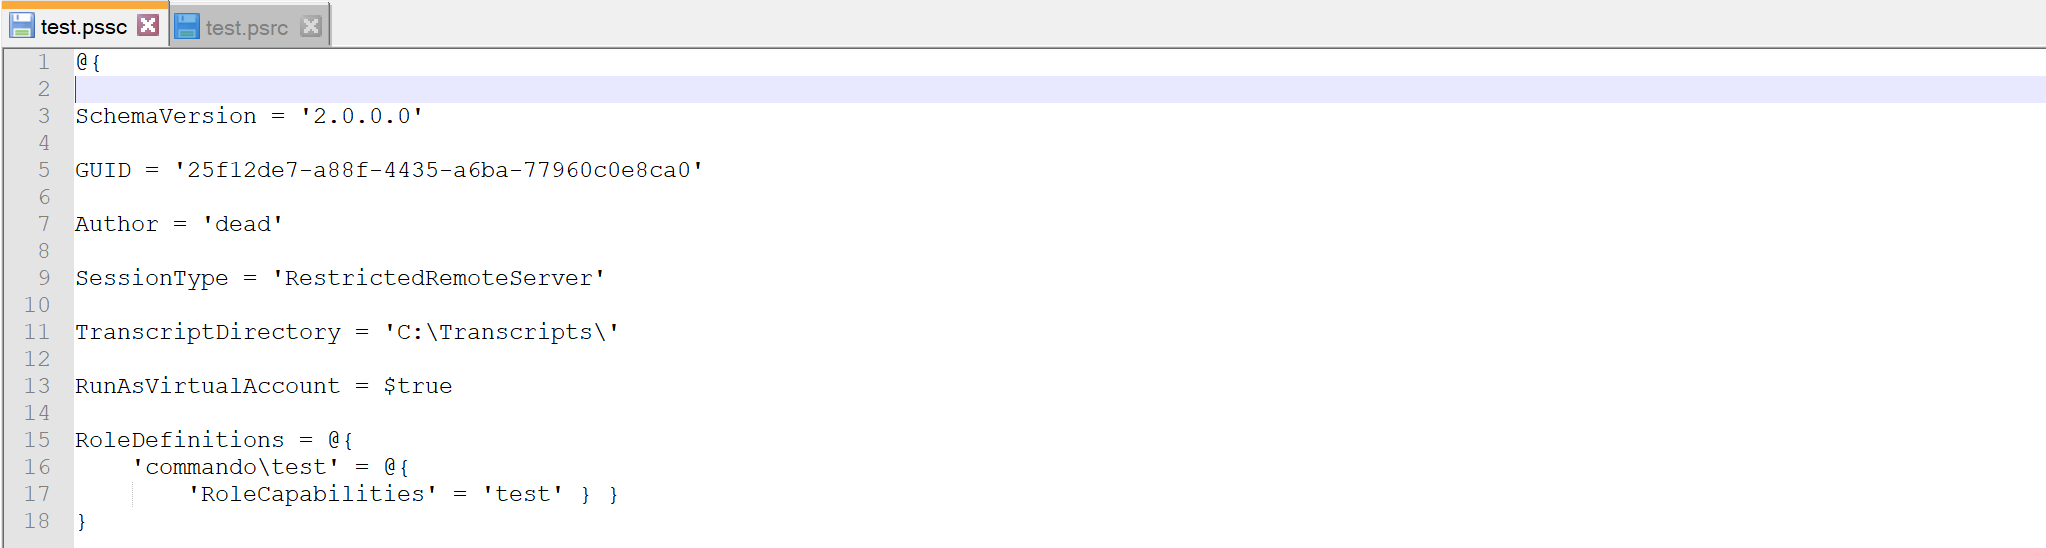 test.pssc test.psrc
1 @{
2
3 SchemaVersion = '2.0.0.0'
4
5 GUID = '25f12de7-a88f-4435-a6ba-77960c0e8ca0'
6
7 Author = 'dead'
8
9 SessionType = 'RestrictedRemoteServer'
10
11 TranscriptDirectory = 'C:\Transcripts\'
12
13 RunAsVirtualAccount = $true
14
15 RoleDefinitions = @{
16     'commando\test' = @{
17         'RoleCapabilities' = 'test' } }
18 }